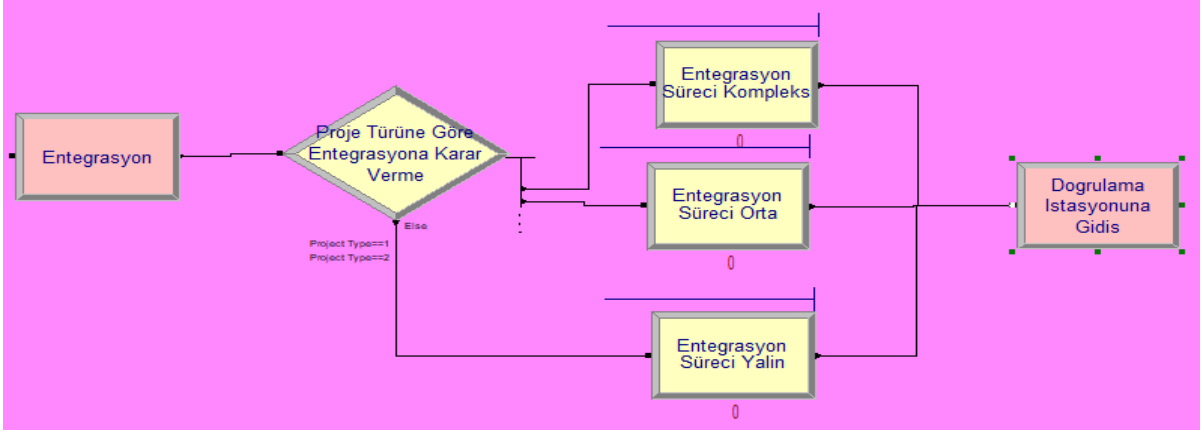 Entegrasyon
Proje Türüne Göre
Entegrasyona Karar
Verme
Else
Project Type==1
Project Type==2
Entegrasyon
Süreci Kompleks
0
Entegrasyon
Süreci Orta
0
Entegrasyon
Süreci Yalin
0
Dogrulama
Istasyonuna
Gidis